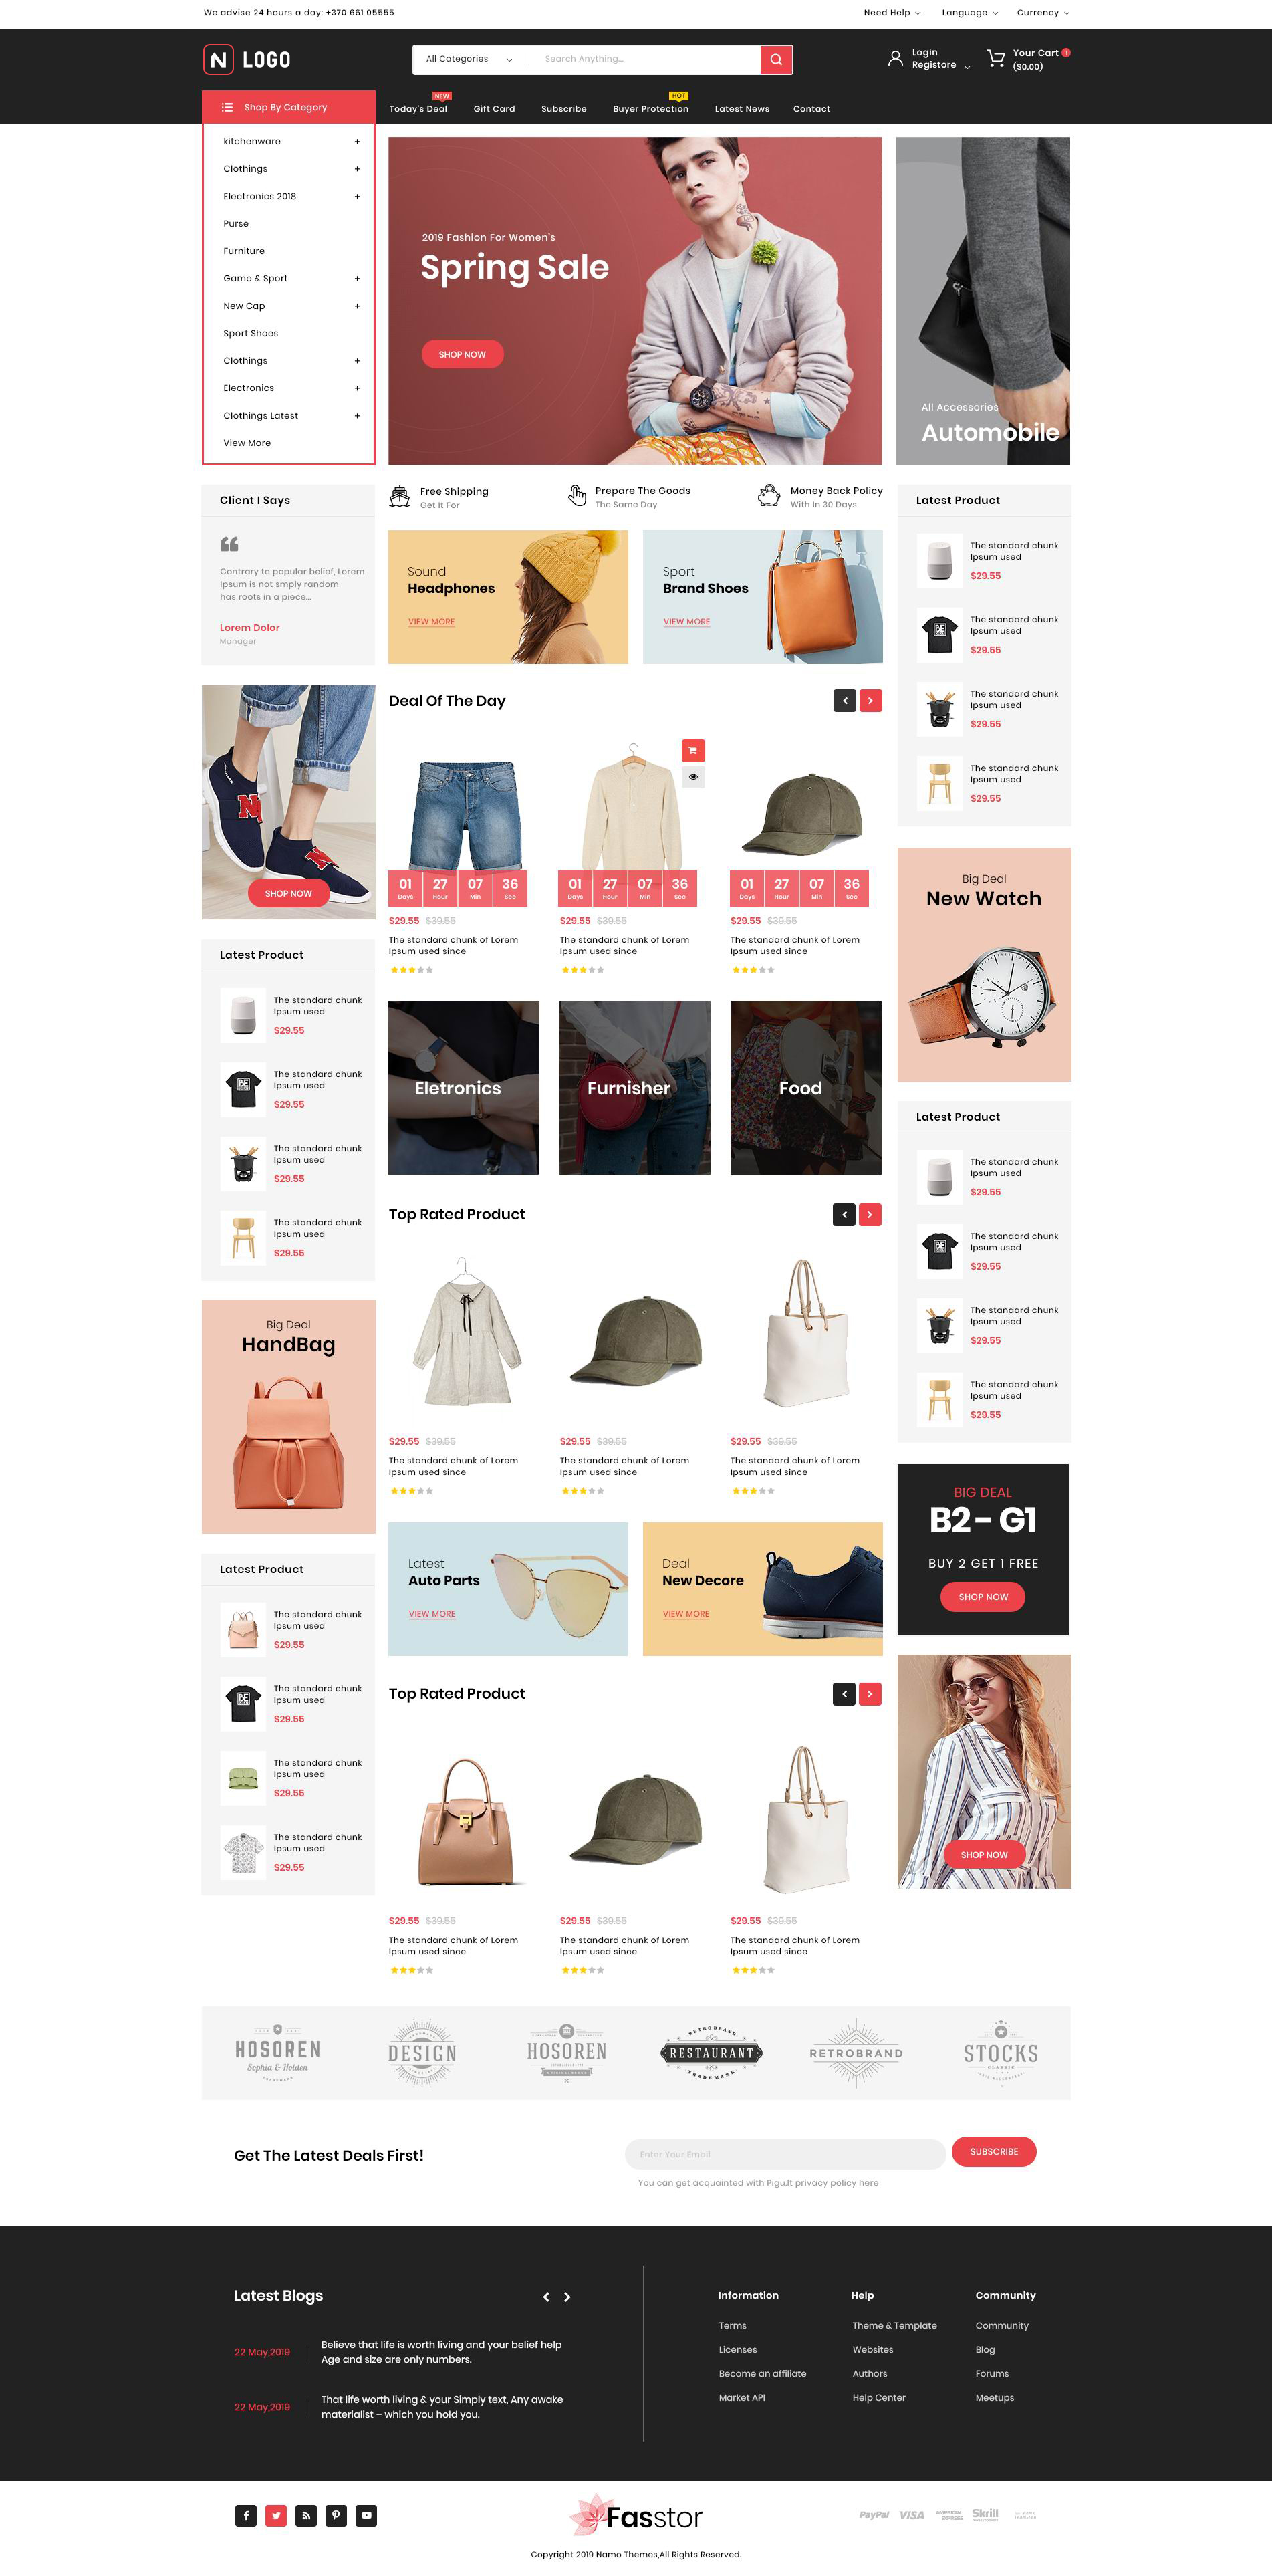 We advise 24 hours a day: +370 661 05555
Need Help
Language
Currency
N LOGO
All Categories
Search Anything...
Login
Registore
Your Cart 1
($0.00)
Shop By Category
NEW
Today's Deal
Gift Card
Subscribe
HOT
Buyer Protection
Latest News
Contact
kitchenware +
Clothings +
Electronics 2018 +
Purse
Furniture
Game & Sport +
New Cap +
Sport Shoes
Clothings +
Electronics +
Clothings Latest +
View More
2019 Fashion For Women's
Spring Sale
SHOP NOW
All Accessories
Automobile
Client I Says
Contrary to popular belief, Lorem
Ipsum is not smply random
has roots in a piece...
Lorem Dolor
Manager
Free Shipping
Get It For
Prepare The Goods
The Same Day
Money Back Policy
With In 30 Days
Sound
Headphones
VIEW MORE
Sport
Brand Shoes
VIEW MORE
Latest Product
The standard chunk
Ipsum used
$29.55
The standard chunk
Ipsum used
$29.55
The standard chunk
Ipsum used
$29.55
The standard chunk
Ipsum used
$29.55
N
N
SHOP NOW
Deal Of The Day
01 27 07 36
Days Hour Min Sec
$29.55 $39.55
The standard chunk of Lorem
Ipsum used since
01 27 07 36
Days Hour Min Sec
$29.55 $39.55
The standard chunk of Lorem
Ipsum used since
01 27 07 36
Days Hour Min Sec
$29.55 $39.55
The standard chunk of Lorem
Ipsum used since
Big Deal
New Watch
Latest Product
The standard chunk
Ipsum used
$29.55
The standard chunk
Ipsum used
$29.55
The standard chunk
Ipsum used
$29.55
The standard chunk
Ipsum used
$29.55
Eletronics
Furnisher
Food
Latest Product
The standard chunk
Ipsum used
$29.55
The standard chunk
Ipsum used
$29.55
The standard chunk
Ipsum used
$29.55
The standard chunk
Ipsum used
$29.55
Top Rated Product
$29.55 $39.55
The standard chunk of Lorem
Ipsum used since
$29.55 $39.55
The standard chunk of Lorem
Ipsum used since
$29.55 $39.55
The standard chunk of Lorem
Ipsum used since
Big Deal
HandBag
BIG DEAL
B2 - G1
BUY 2 GET 1 FREE
SHOP NOW
Latest
Auto Parts
VIEW MORE
Deal
New Decore
VIEW MORE
Latest Product
The standard chunk
Ipsum used
$29.55
The standard chunk
Ipsum used
$29.55
The standard chunk
Ipsum used
$29.55
The standard chunk
Ipsum used
$29.55
Top Rated Product
$29.55 $39.55
The standard chunk of Lorem
Ipsum used since
$29.55 $39.55
The standard chunk of Lorem
Ipsum used since
$29.55 $39.55
The standard chunk of Lorem
Ipsum used since
SHOP NOW
HOSOREN
Sophia & Holden
TRADEMARK
DESIGN
HOSOREN
RETROBRAND
RESTAURANT
TRADEMARK
RETROBRAND
STOCKS
CLASSIC
Get The Latest Deals First!
Enter Your Email
SUBSCRIBE
You can get acquainted with Pigu.lt privacy policy here
Latest Blogs
22 May,2019
Believe that life is worth living and your belief help
Age and size are only numbers.
22 May,2019
That life worth living & your Simply text, Any awake
materialist – which you hold you.
Information
Terms
Licenses
Become an affiliate
Market API
Help
Theme & Template
Websites
Authors
Help Center
Community
Community
Blog
Forums
Meetups
Fasstor
PayPal
VISA
AMERICAN
EXPRESS
Skrill
Copyright 2019 Namo Themes,All Rights Reserved.